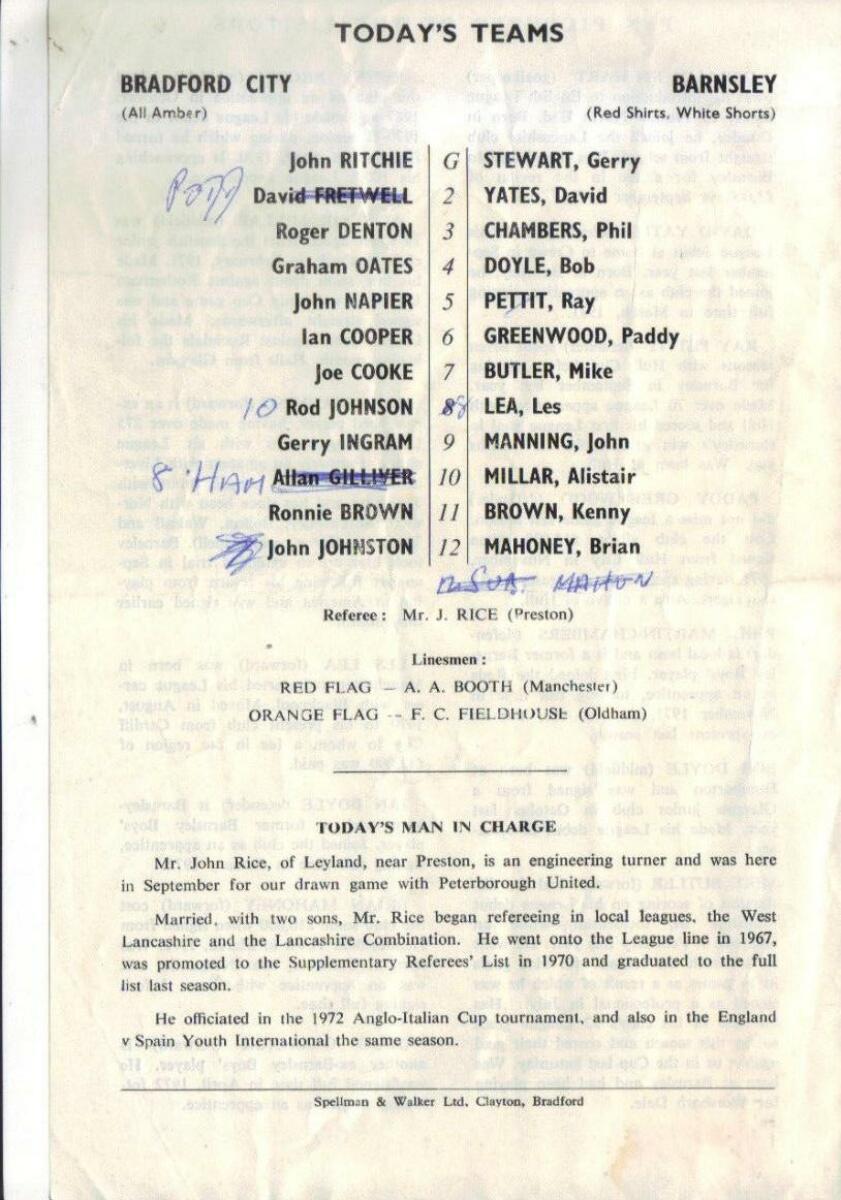 TODAY'S TEAMS
BRADFORD CITY BARNSLEY
(All Amber) (Red Shirts, White Shorts)
John RITCHIE G STEWART, Gerry
David FRETWELL 2 YATES, David
Roger DENTON 3 CHAMBERS, Phil
Graham OATES 4 DOYLE, Bob
John NAPIER 5 PETTIT, Ray
Ian COOPER 6 GREENWOOD, Paddy
Joe COOKE 7 BUTLER, Mike
10 Rod JOHNSON 8 LEA, Les
Gerry INGRAM 9 MANNING, John
8 HAM Allan GILLIVER 10 MILLAR, Alistair
Ronnie BROWN 11 BROWN, Kenny
John JOHNSTON 12 MAHONEY, Brian
12 SUB. MAHON
Referee: Mr. J. RICE (Preston)
Linesmen:
RED FLAG — A. A. BOOTH (Manchester)
ORANGE FLAG -- F. C. FIELDHOUSE (Oldham)
TODAY'S MAN IN CHARGE
Mr. John Rice, of Leyland, near Preston, is an engineering turner and was here
in September for our drawn game with Peterborough United.
Married, with two sons, Mr. Rice began refereeing in local leagues, the West
Lancashire and the Lancashire Combination. He went onto the League line in 1967,
was promoted to the Supplementary Referees' List in 1970 and graduated to the full
list last season.
He officiated in the 1972 Anglo-Italian Cup tournament, and also in the England
v Spain Youth International the same season.
Spellman & Walker Ltd, Clayton, Bradford